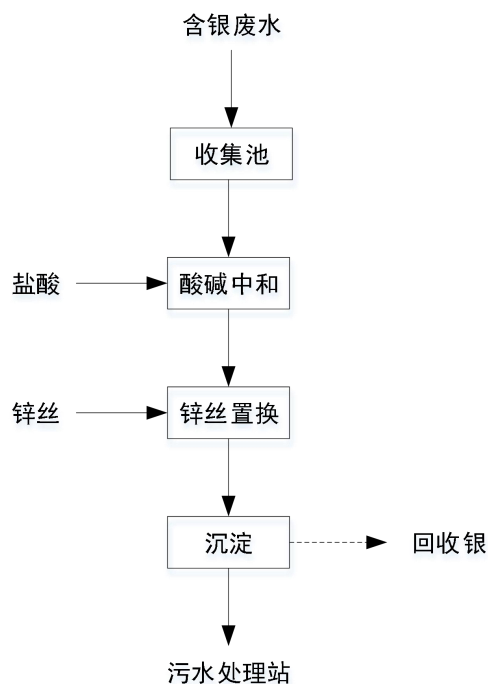 含银废水
收集池
盐酸
酸碱中和
锌丝
锌丝置换
沉淀
回收银
污水处理站